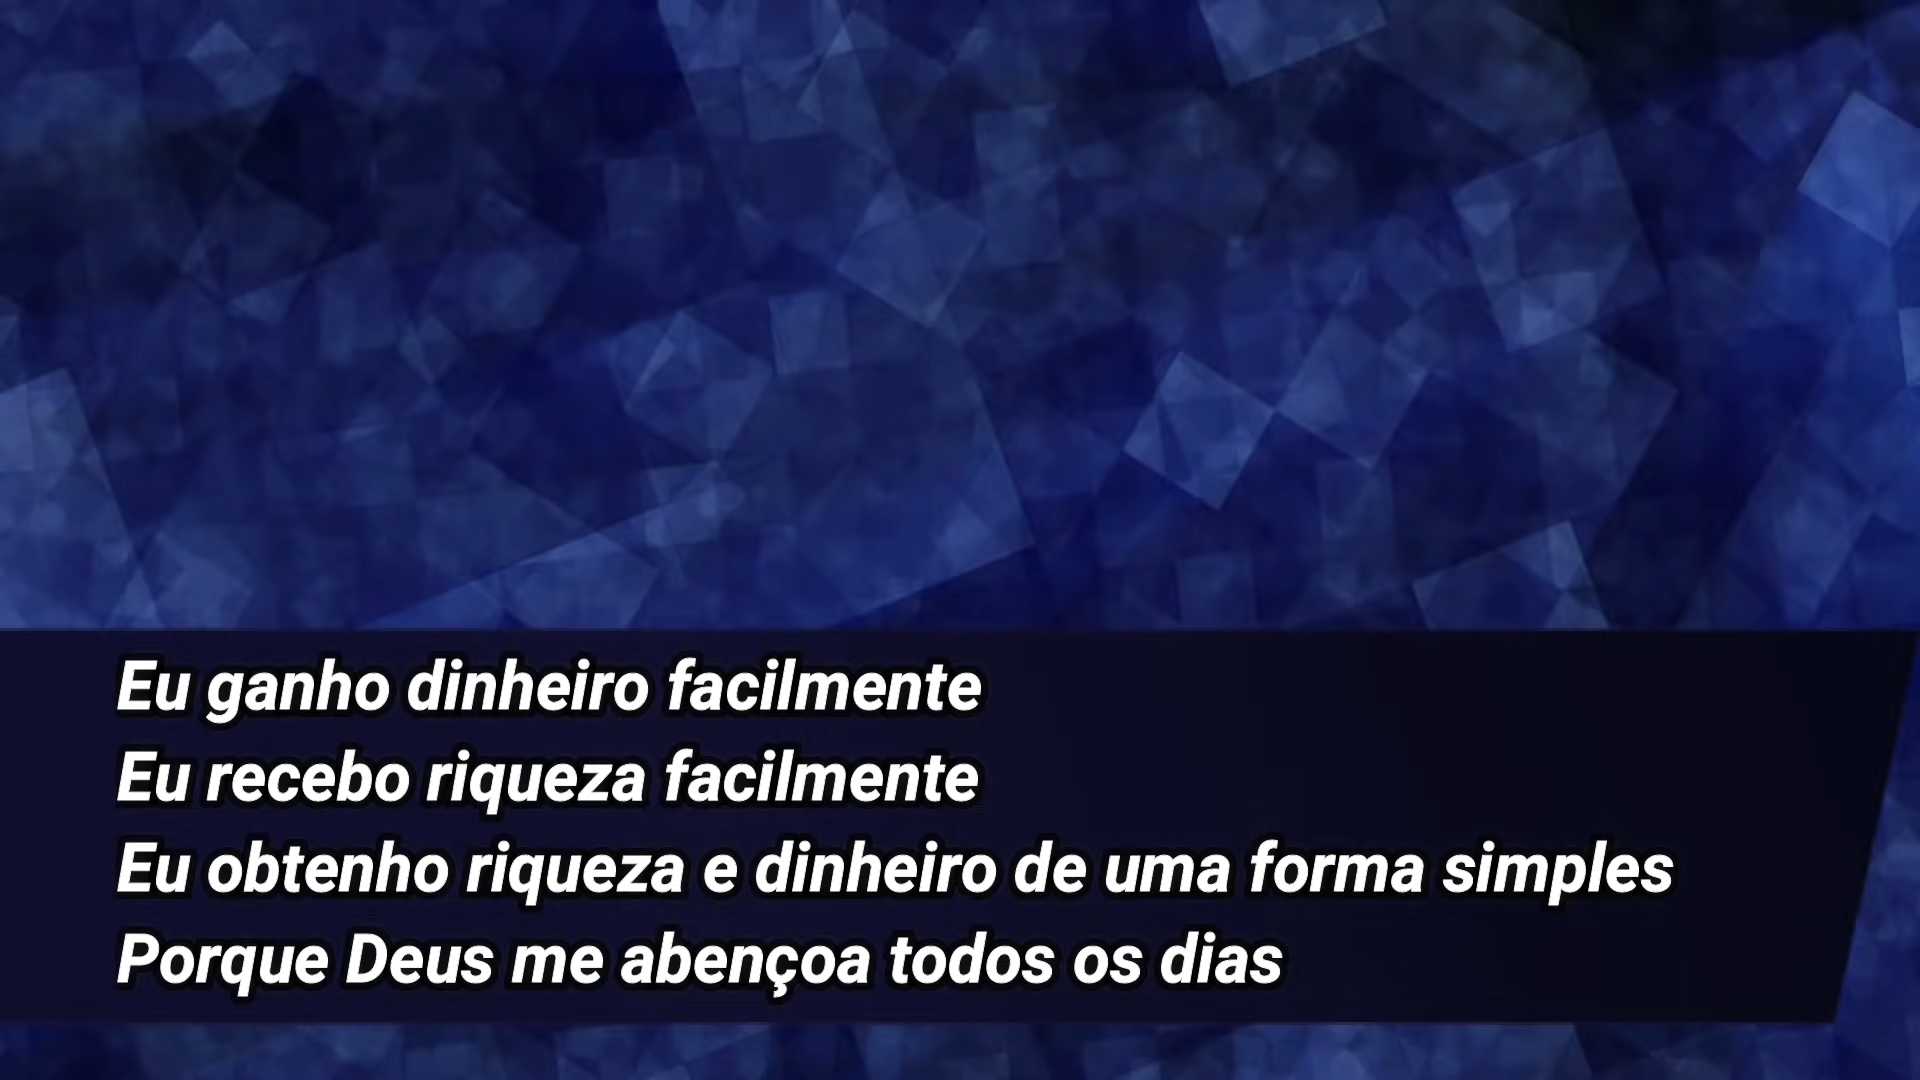 Eu ganho dinheiro facilmente
Eu recebo riqueza facilmente
Eu obtenho riqueza e dinheiro de uma forma simples
Porque Deus me abençoa todos os dias